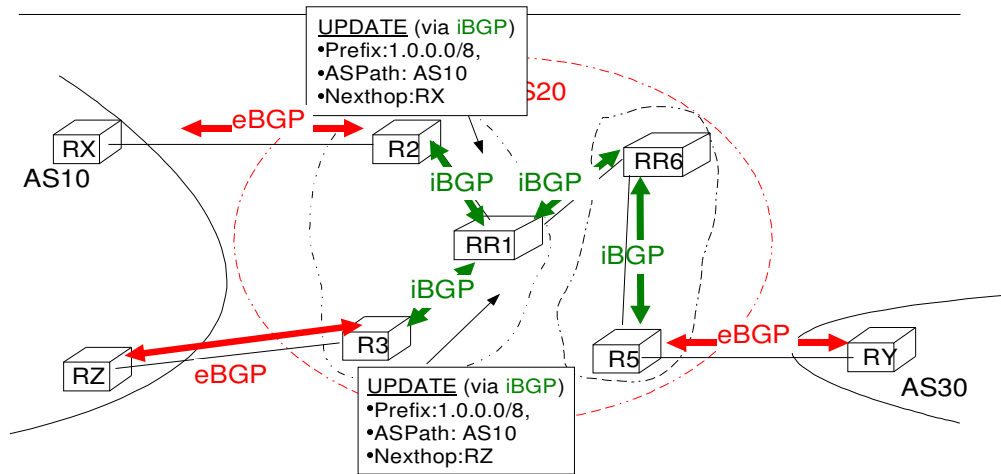 UPDATE (via iBGP)
•Prefix:1.0.0.0/8,
•ASPath: AS10
•Nexthop:RX
S20
eBGP
RX
R2
RR6
AS10
iBGP
iBGP
RR1
iBGP
iBGP
R3
RZ
eBGP
R5
eBGP
RY
AS30
UPDATE (via iBGP)
•Prefix:1.0.0.0/8,
•ASPath: AS10
•Nexthop:RZ